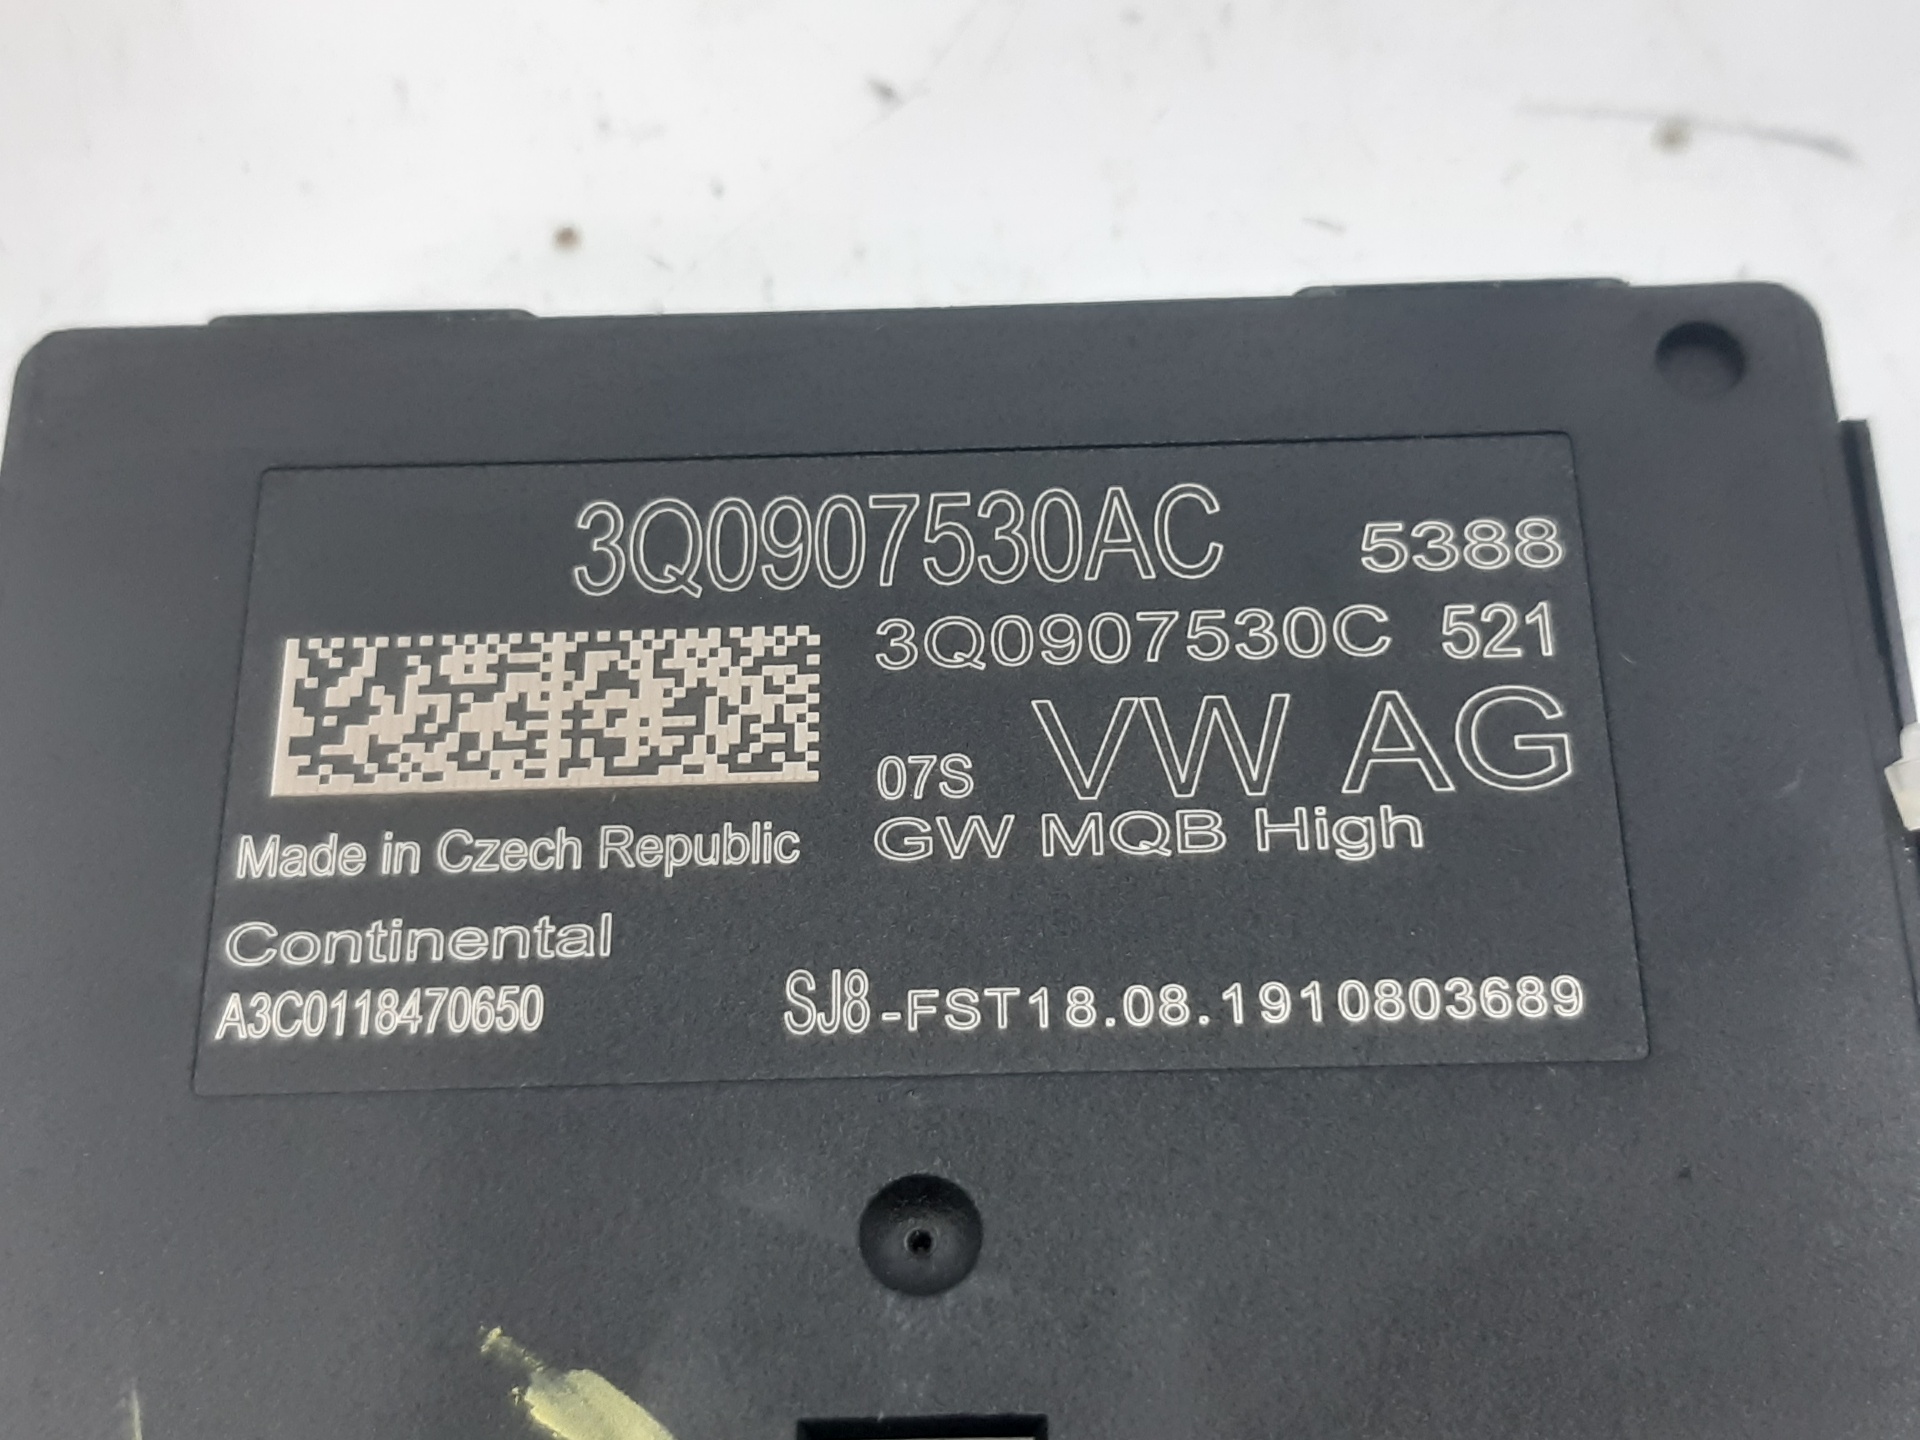 3Q0907530AC 5388
3Q0907530C 521
07S VW AG
GW MQB High
Made in Czech Republic
Continental
A3C0118470650 SJ8-FST18.08.1910803689